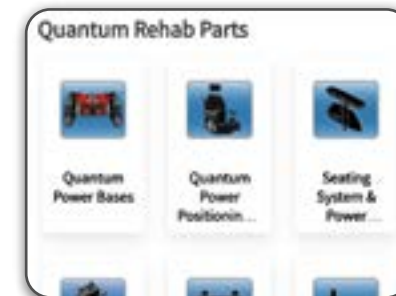 Quantum Rehab Parts
Quantum
Power Bases
Quantum
Power
Positionin...
Seating
System &
Power...